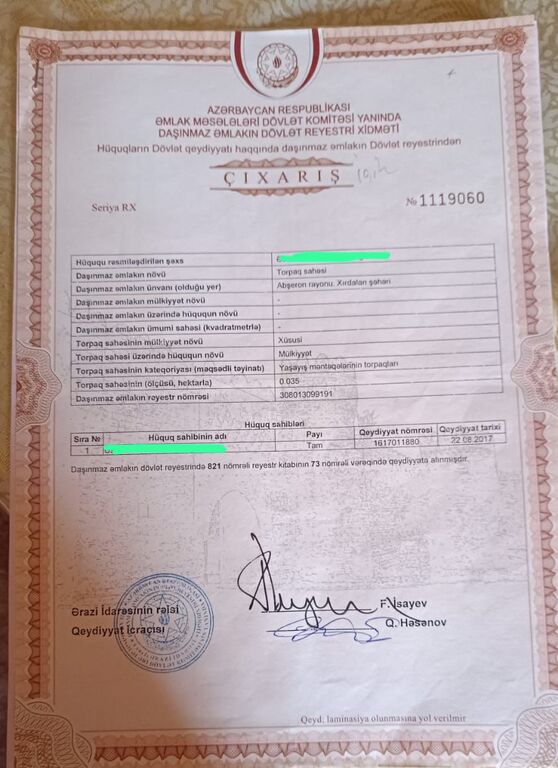 AZƏRBAYCAN RESPUBLİKASI
ƏMLAK MƏSƏLƏLƏRİ DÖVLƏT KOMİTƏSİ YANINDA
DAŞINMAZ ƏMLAKIN DÖVLƏT REYESTRİ XİDMƏTİ
Hüquqların Dövlət qeydiyyatı haqqında daşınmaz əmlakın Dövlət reyestrindən
ÇIXARIŞ
Seriya RX
№ 1119060
Hüququ rəsmiləşdirilən şəxs
Daşınmaz əmlakın növü Torpaq sahəsi
Daşınmaz əmlakın ünvanı (olduğu yer) Abşeron rayonu, Xırdalan şəhəri
Daşınmaz əmlakın mülkiyyət növü -
Daşınmaz əmlakın üzərində hüququn növü -
Daşınmaz əmlakın ümumi sahəsi (kvadratmetrlə) -
Torpaq sahəsinin mülkiyyət növü Xüsusi
Torpaq sahəsi üzərində hüququn növü Mülkiyyət
Torpaq sahəsinin kateqoriyası (məqsədli təyinatı) Yaşayış məntəqələrinin torpaqları
Torpaq sahəsinin (ölçüsü, hektarla) 0.035
Daşınmaz əmlakın reyestr nömrəsi 308013099191
Hüquq sahibləri
Sıra № Hüquq sahibinin adı Payı Qeydiyyat nömrəsi Qeydiyyat tarixi
1 Tam 1617011880 22.08.2017
Daşınmaz əmlakın dövlət reyestrində 821 nömrəli reyestr kitabının 73 nömrəli vərəqində qeydiyyata alınmışdır.
Ərazi İdarəsinin rəisi F. İsayev
Qeydiyyat İcraçısı Q. Həsənov
Qeyd: laminasiya olunmasına yol verilmir